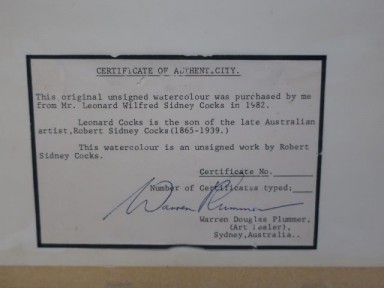 CERTIFICATE OF AUTHENTICITY.
This original unsigned watercolour was purchased by me
from Mr. Leonard Wilfred Sidney Cocks in 1982.
Leonard Cocks is the son of the late Australian
artist,Robert Sidney Cocks(1865-1939.)
This watercolour is an unsigned work by Robert
Sidney Cocks.
Certificate No.
Number of Certificates typed:
Warren Plummer
Warren Douglas Plummer,
(Art Dealer),
Sydney,Australia..